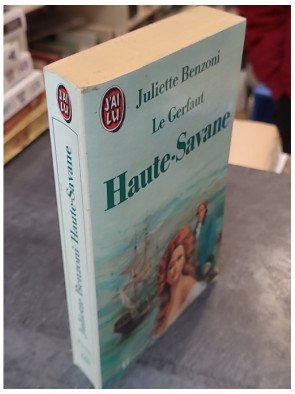 J'AI
LU
Juliette Benzoni
Le Gerfaut
Haute-Savane
J'AI
LU
Juliette Benzoni Haute-Savane